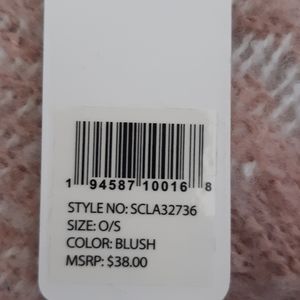 1 94587 10016 8
STYLE NO: SCLA32736
SIZE: O/S
COLOR: BLUSH
MSRP: $38.00